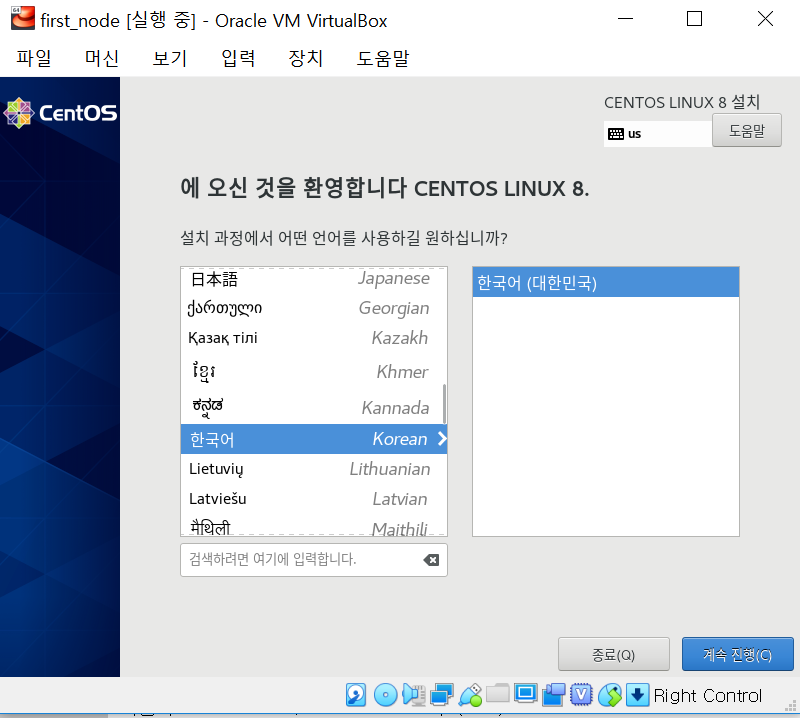 first_node [실행 중] - Oracle VM VirtualBox
파일 머신 보기 입력 장치 도움말
CentOS
CENTOS LINUX 8 설치
us
도움말
에 오신 것을 환영합니다 CENTOS LINUX 8.
설치 과정에서 어떤 언어를 사용하길 원하십니까?
日本語 Japanese
ქართული Georgian
Қазақ тілі Kazakh
ខ្មែរ Khmer
ಕನ್ನಡ Kannada
한국어 Korean
Lietuvių Lithuanian
Latviešu Latvian
मैथिली Maithili
한국어 (대한민국)
검색하려면 여기에 입력합니다.
종료(Q)
계속 진행(C)
Right Control